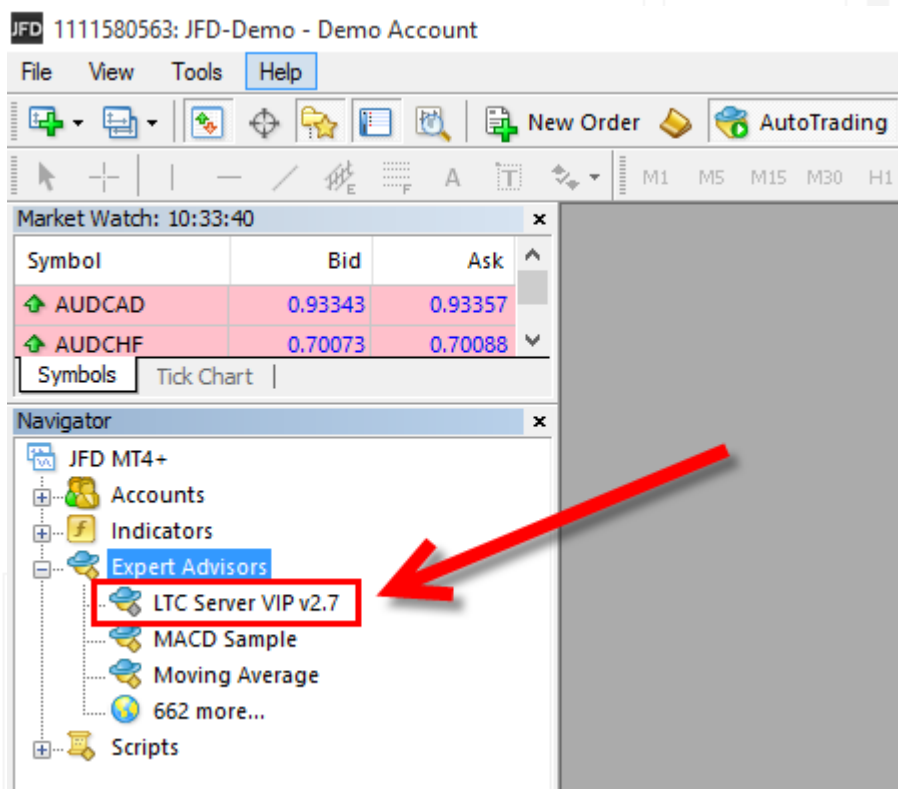 JFD 1111580563: JFD-Demo - Demo Account
File View Tools Help
New Order AutoTrading
E F A T M1 M5 M15 M30 H1
Market Watch: 10:33:40
Symbol Bid Ask
AUDCAD 0.93343 0.93357
AUDCHF 0.70073 0.70088
Symbols Tick Chart
Navigator
JFD MT4+
Accounts
f Indicators
Expert Advisors
LTC Server VIP v2.7
MACD Sample
Moving Average
662 more...
Scripts